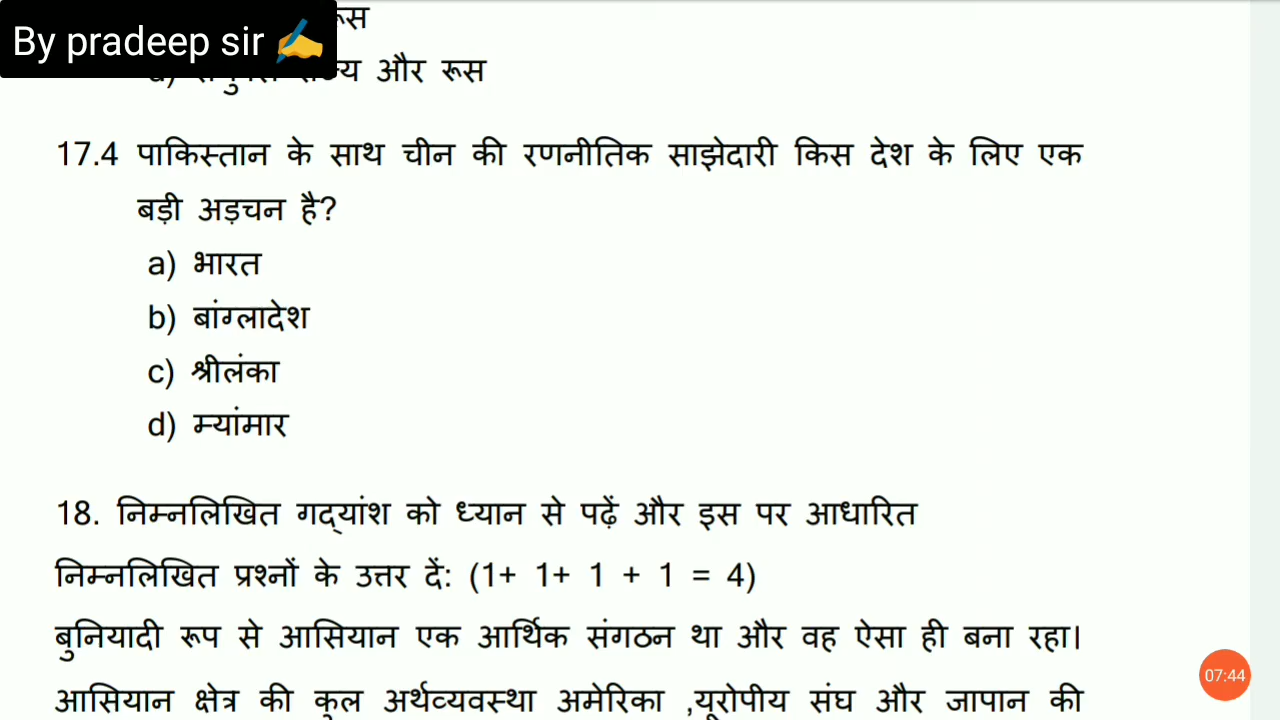 By pradeep sir ✍️
रूस
और रूस
17.4 पाकिस्तान के साथ चीन की रणनीतिक साझेदारी किस देश के लिए एक
बड़ी अड़चन है?
a) भारत
b) बांग्लादेश
c) श्रीलंका
d) म्यांमार
18. निम्नलिखित गद्यांश को ध्यान से पढ़ें और इस पर आधारित
निम्नलिखित प्रश्नों के उत्तर दें: (1+ 1+ 1 + 1 = 4)
बुनियादी रूप से आसियान एक आर्थिक संगठन था और वह ऐसा ही बना रहा।
आसियान क्षेत्र की कुल अर्थव्यवस्था अमेरिका ,यूरोपीय संघ और जापान की
07:44